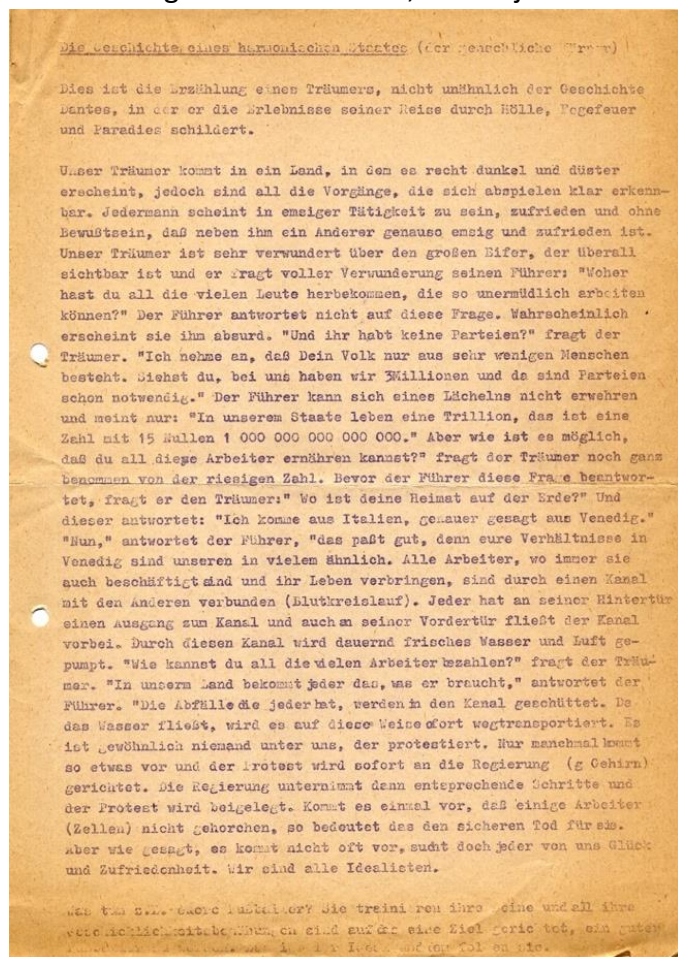 Die Geschichte eines harmonischen Staates (der menschliche Körper)
Dies ist die Erzählung eines Träumers, nicht unähnlich der Geschichte
Dantes, in der er die Erlebnisse seiner Reise durch Hölle, Fegefeuer
und Paradies schildert.
Unser Träumer kommt in ein Land, in dem es recht dunkel und düster
erscheint, jedoch sind all die Vorgänge, die sich abspielen klar erkenn-
bar. Jedermann scheint in emsiger Tätigkeit zu sein, zufrieden und ohne
Bewußtsein, daß neben ihm ein Anderer genauso emsig und zufrieden ist.
Unser Träumer ist sehr verwundert über den großen Eifer, der überall
sichtbar ist und er fragt voller Verwunderung seinen Führer: "Woher
hast du all die vielen Leute herbekommen, die so unermüdlich arbeiten
können?" Der Führer antwortet nicht auf diese Frage. Wahrscheinlich
erscheint sie ihm absurd. "Und ihr habt keine Parteien?" fragt der
Träumer. "Ich nehme an, daß Dein Volk nur aus sehr wenigen Menschen
besteht. Siehst du, bei uns haben wir 3Millionen und da sind Parteien
schon notwendig." Der Führer kann sich eines Lächelns nicht erwehren
und meint nur: "In unserem Staate leben eine Trillion, das ist eine
Zahl mit 15 Nullen 1 000 000 000 000 000." Aber wie ist es möglich,
daß du all diese Arbeiter ernähren kannst?" fragt der Träumer noch ganz
benommen von der riesigen Zahl. Bevor der Führer diese Frage beantwor-
tet, fragt er den Träumer:" Wo ist deine Heimat auf der Erde?" Und
dieser antwortet: "Ich komme aus Italien, genauer gesagt aus Venedig."
"Nun," antwortet der Führer, "das paßt gut, denn eure Verhältnisse in
Venedig sind unseren in vielem ähnlich. Alle Arbeiter, wo immer sie
auch beschäftigt sind und ihr Leben verbringen, sind durch einen Kanal
mit den Anderen verbunden (Blutkreislauf). Jeder hat an seiner Hintertür
einen Ausgang zum Kanal und auch an seiner Vordertür fließt der Kanal
vorbei. Durch diesen Kanal wird dauernd frisches Wasser und Luft ge-
pumpt. "Wie kannst du all die vielen Arbeiter bezahlen?" fragt der Träu-
mer. "In unserm Land bekommt jeder das, was er braucht," antwortet der
Führer. "Die Abfälle die jeder hat, werden in den Kanal geschüttet. Da
das Wasser fließt, wird es auf diese Weise sofort wegtransportiert. Es
ist gewöhnlich niemand unter uns, der protestiert. Nur manchmal kommt
so etwas vor und der Protest wird sofort an die Regierung (g Gehirn)
gerichtet. Die Regierung unternimmt dann entsprechende Schritte und
der Protest wird beigelegt. Kommt es einmal vor, daß einige Arbeiter
(Zellen) nicht gehorchen, so bedeutet das den sicheren Tod für sie.
Aber wie gesagt, es kommt nicht oft vor, sucht doch jeder von uns Glück
und Zufriedenheit. Wir sind alle Idealisten.
Was tun z.B. eure Fußballer? Sie trainieren ihre Beine und all ihre
sind auf das eine Ziel gerichtet, ein guter